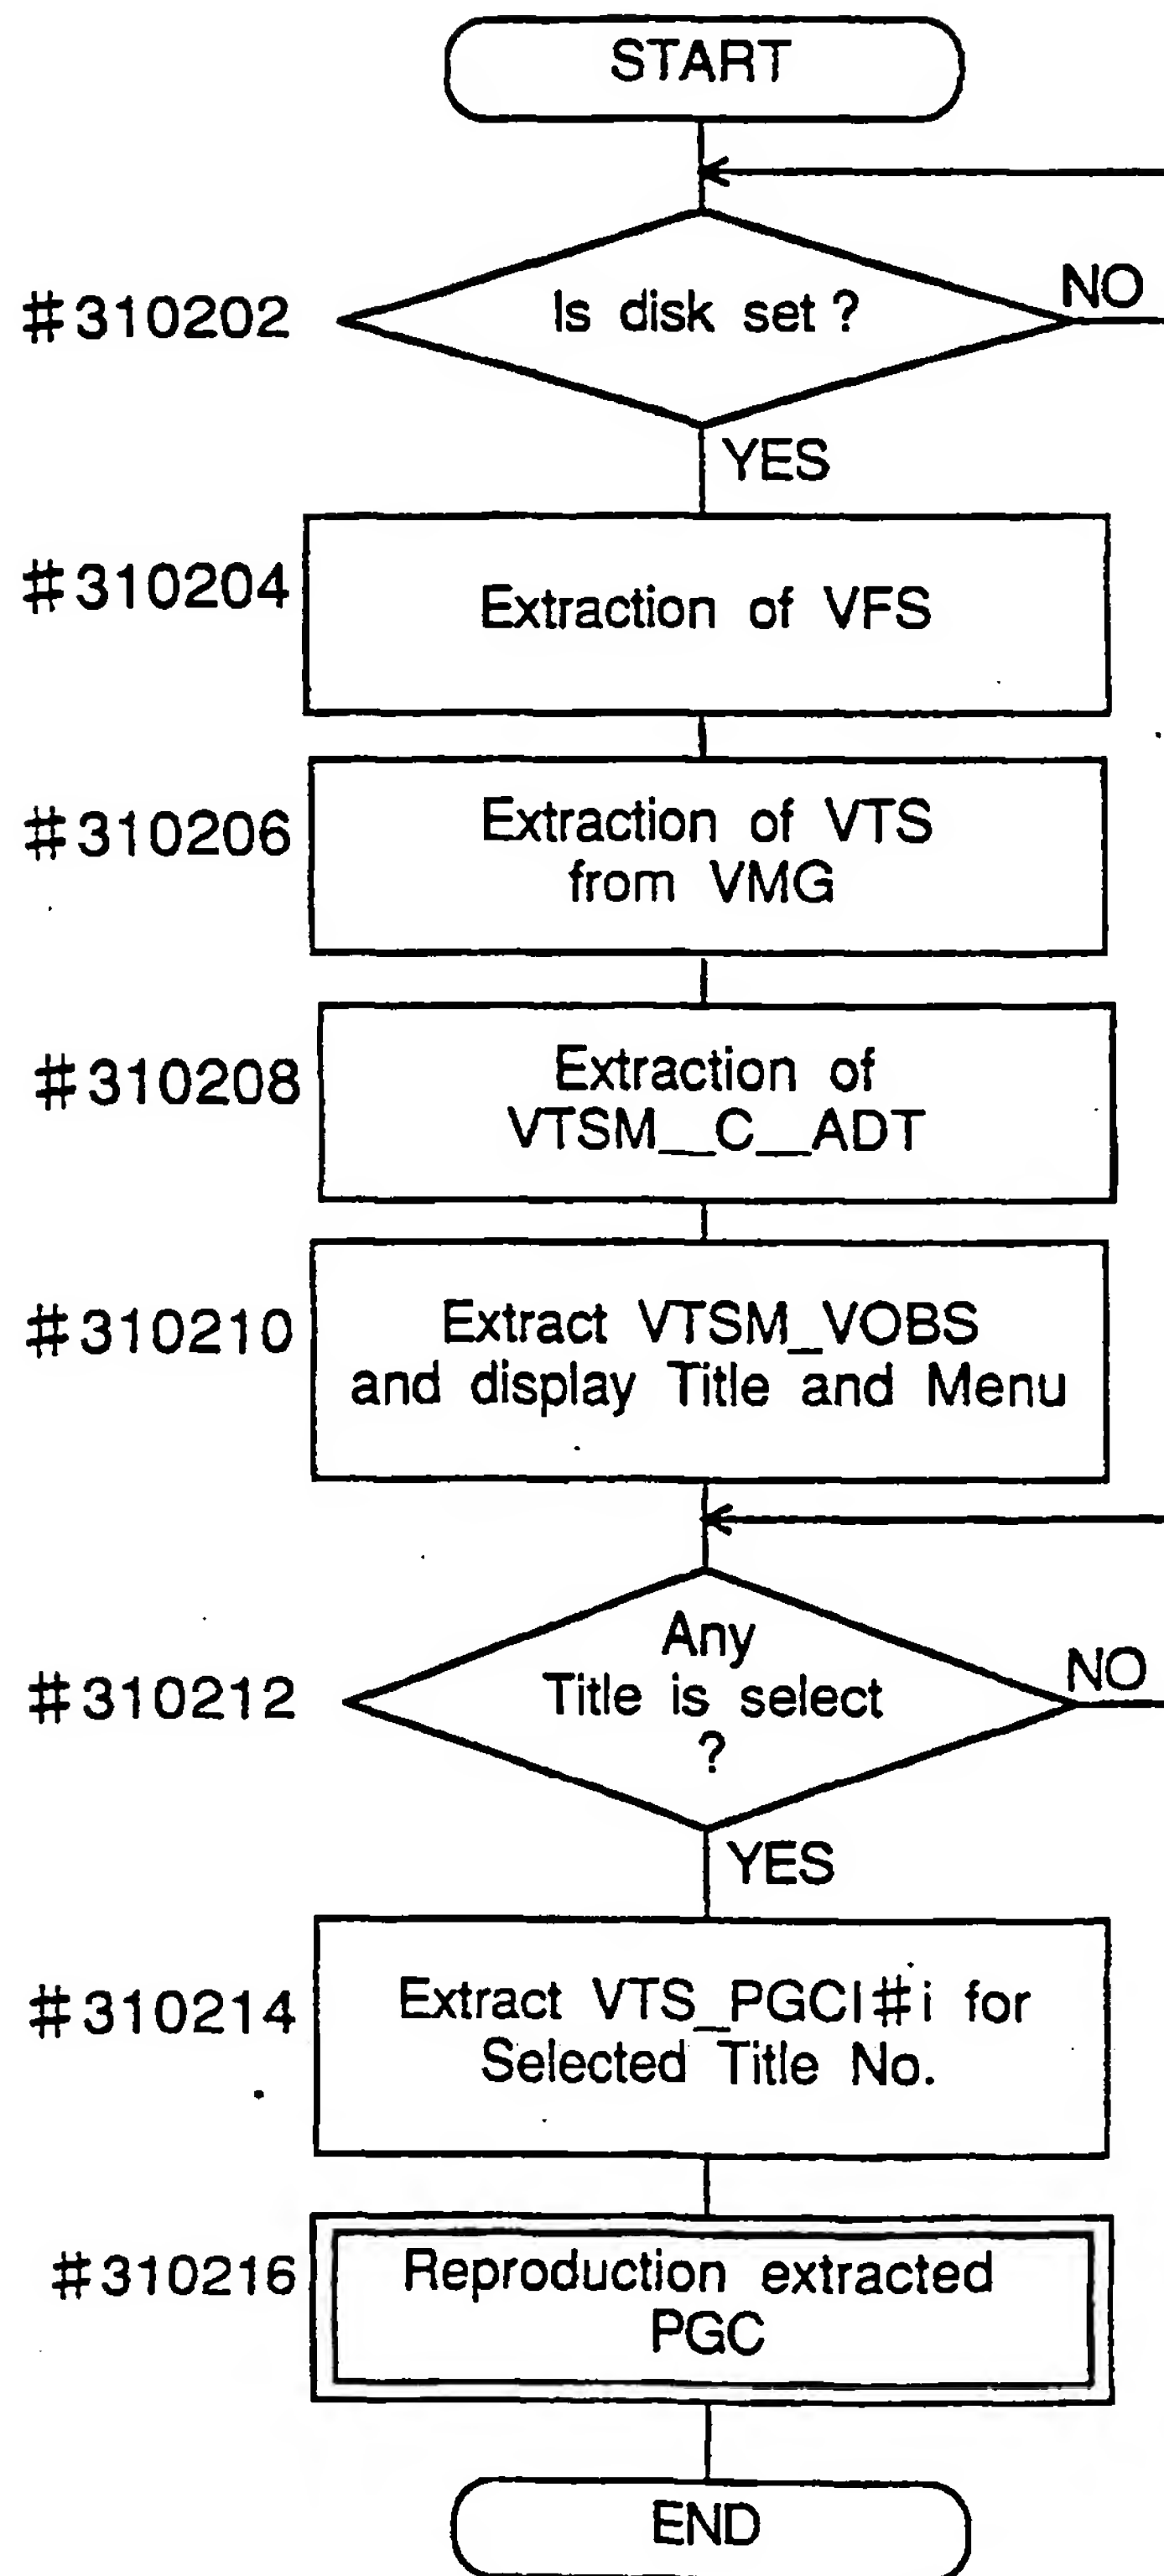 START
#310202
Is disk set ?
NO
YES
#310204
Extraction of VFS
#310206
Extraction of VTS
from VMG
#310208
Extraction of
VTSM__C__ADT
#310210
Extract VTSM_VOBS
and display Title and Menu
#310212
Any
Title is select
?
NO
YES
#310214
Extract VTS_PGCI#i for
Selected Title No.
#310216
Reproduction extracted
PGC
END